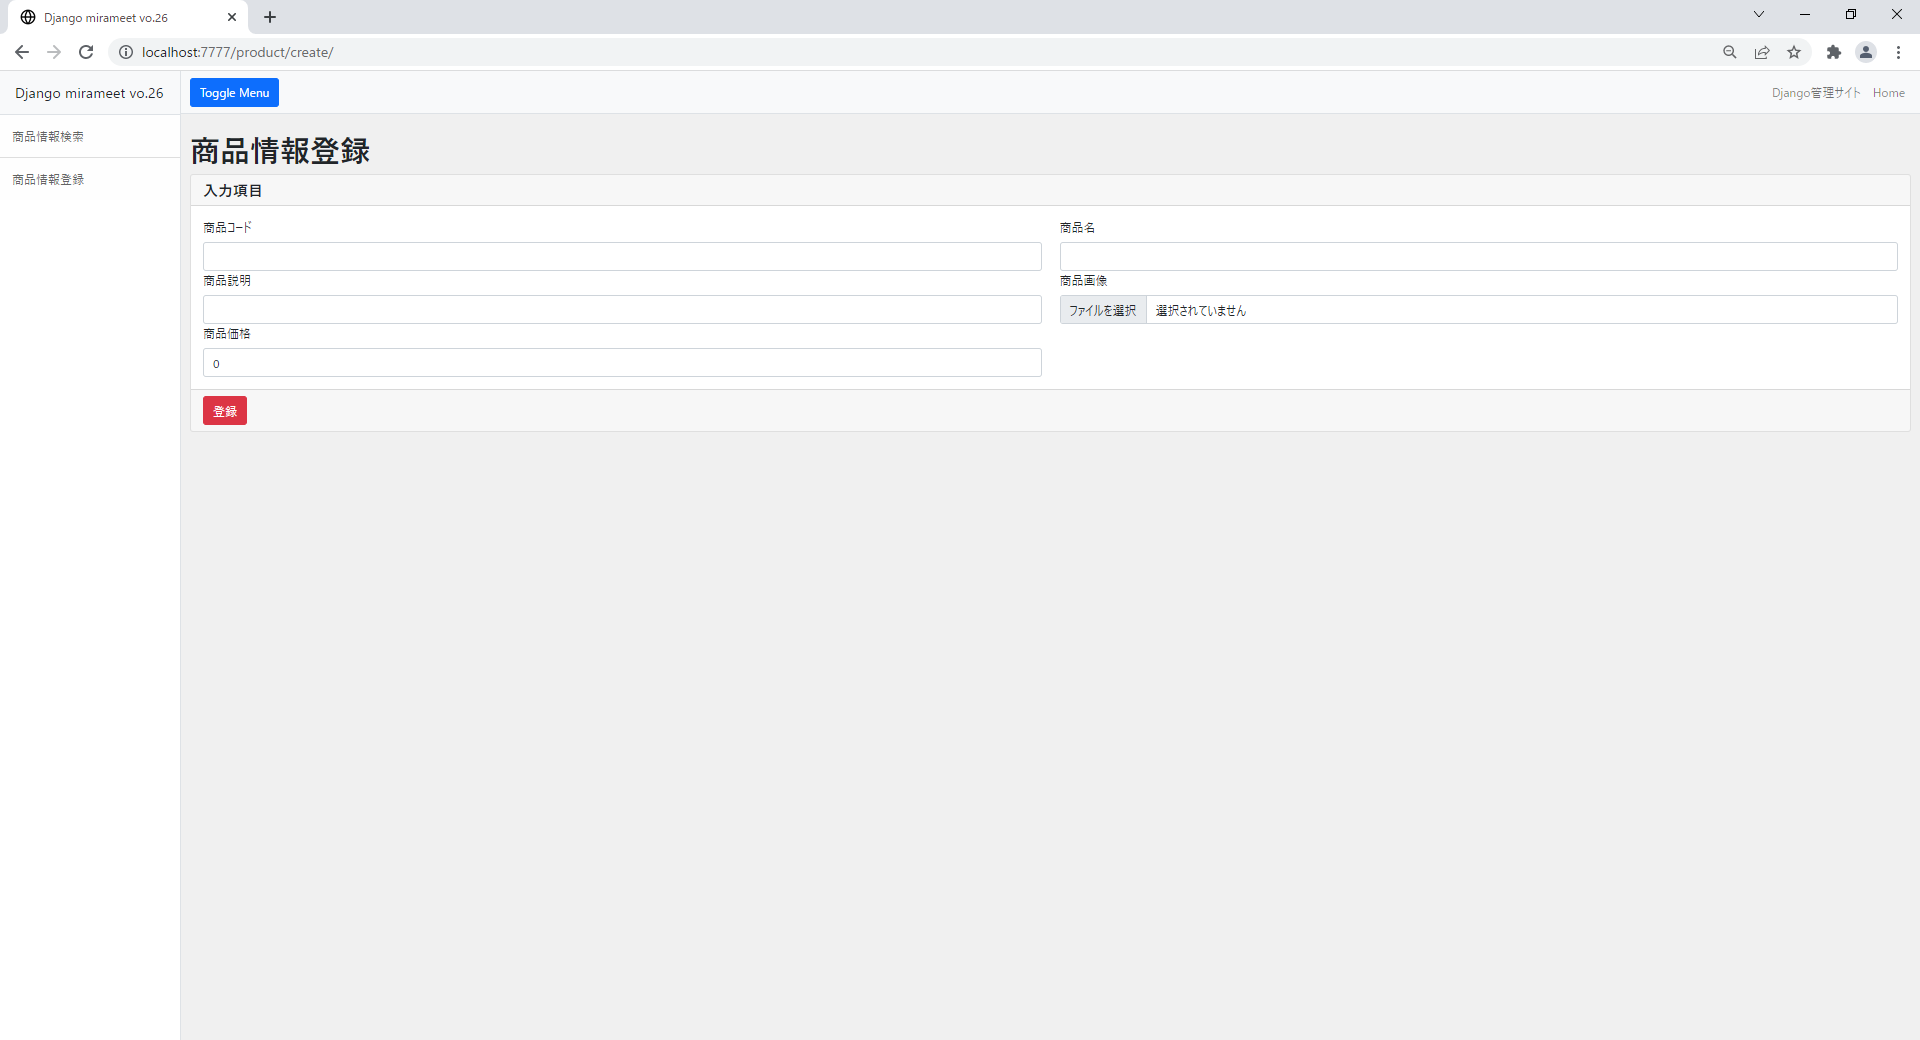 Django mirameet vo.26
localhost:7777/product/create/
Django mirameet vo.26
Toggle Menu
Django管理サイト Home
商品情報検索
商品情報登録
商品情報登録
入力項目
商品コード
商品名
商品説明
商品画像
ファイルを選択 選択されていません
商品価格
0
登録